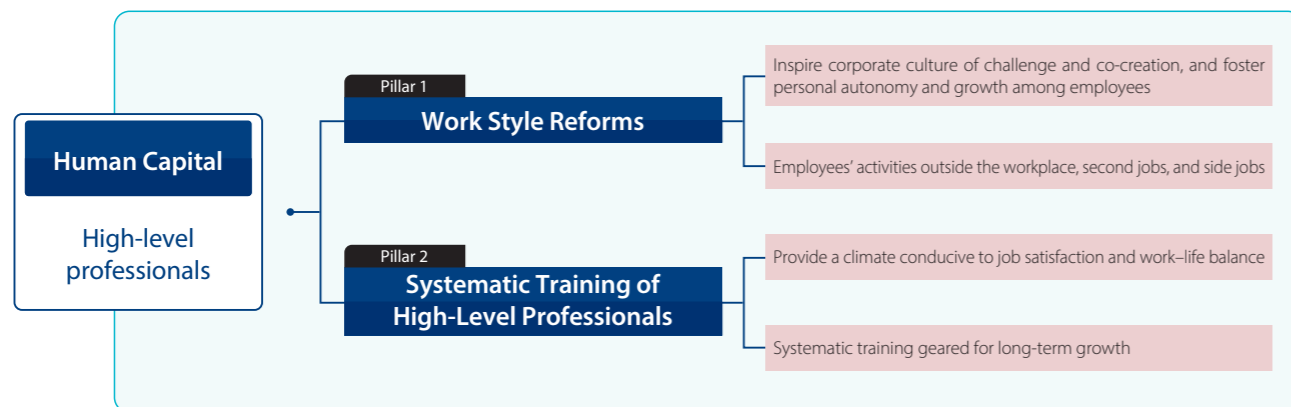 Human Capital
High-level
professionals
Pillar 1
Work Style Reforms
Inspire corporate culture of challenge and co-creation, and foster
personal autonomy and growth among employees
Employees’ activities outside the workplace, second jobs, and side jobs
Pillar 2
Systematic Training of
High-Level Professionals
Provide a climate conducive to job satisfaction and work–life balance
Systematic training geared for long-term growth